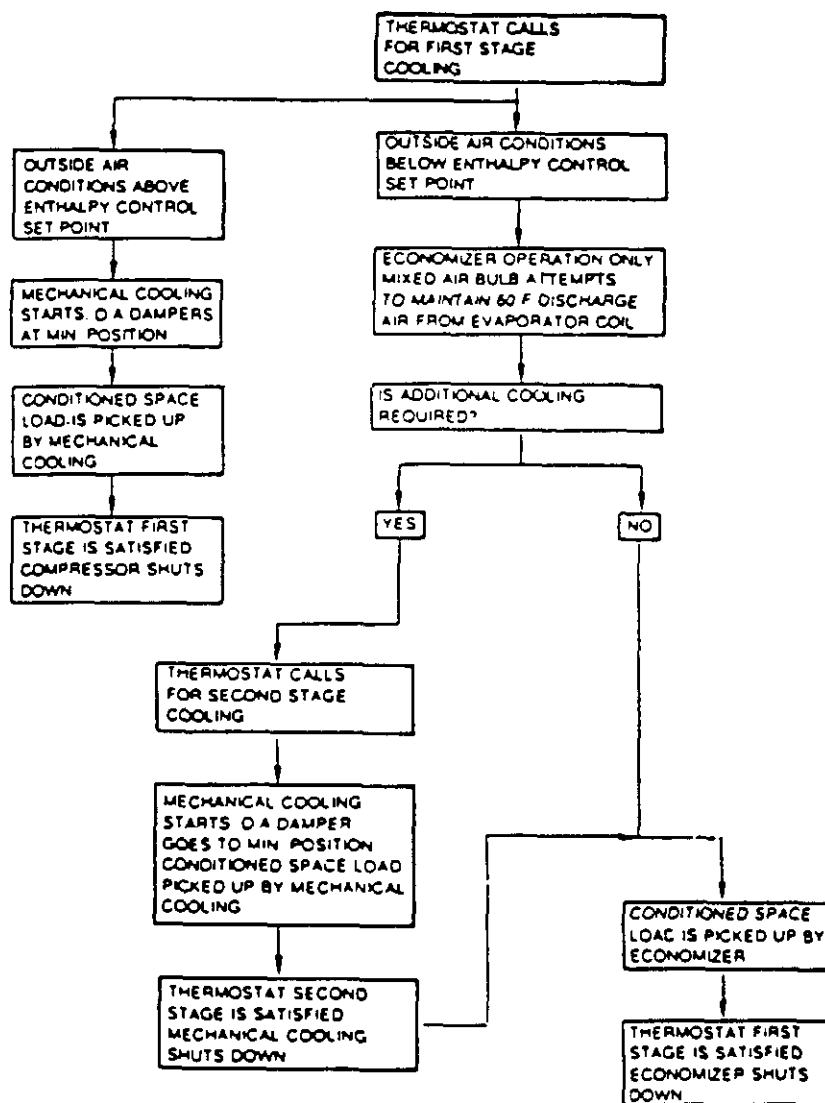 THERMOSTAT CALLS
FOR FIRST STAGE
COOLING
OUTSIDE AIR
CONDITIONS ABOVE
ENTHALPY CONTROL
SET POINT
OUTSIDE AIR CONDITIONS
BELOW ENTHALPY CONTROL
SET POINT
MECHANICAL COOLING
STARTS. O A DAMPERS
AT MIN POSITION
ECONOMIZER OPERATION ONLY
MIXED AIR BULB ATTEMPTS
TO MAINTAIN 60 F DISCHARGE
AIR FROM EVAPORATOR COIL
CONDITIONED SPACE
LOAD IS PICKED UP
BY MECHANICAL
COOLING
IS ADDITIONAL COOLING
REQUIRED?
THERMOSTAT FIRST
STAGE IS SATISFIED
COMPRESSOR SHUTS
DOWN
YES
NO
THERMOSTAT CALLS
FOR SECOND STAGE
COOLING
MECHANICAL COOLING
STARTS. O A DAMPER
GOES TO MIN. POSITION
CONDITIONED SPACE LOAD
PICKED UP BY MECHANICAL
COOLING
THERMOSTAT SECOND
STAGE IS SATISFIED
MECHANICAL COOLING
SHUTS DOWN
CONDITIONED SPACE
LOAD IS PICKED UP BY
ECONOMIZER
THERMOSTAT FIRST
STAGE IS SATISFIED
ECONOMIZER SHUTS
DOWN